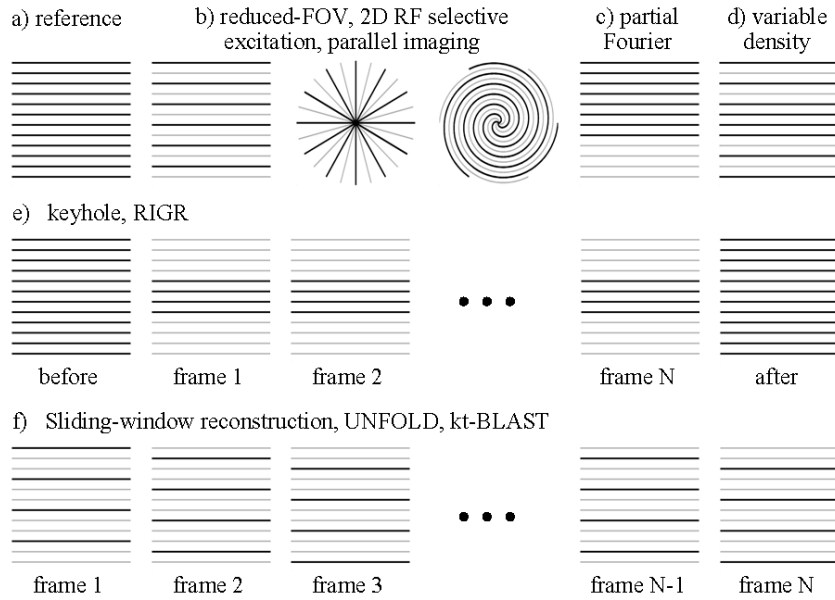 a) reference
b) reduced-FOV, 2D RF selective
excitation, parallel imaging
c) partial
Fourier
d) variable
density
e) keyhole, RIGR
before
frame 1
frame 2
frame N
after
f) Sliding-window reconstruction, UNFOLD, kt-BLAST
frame 1
frame 2
frame 3
frame N-1
frame N